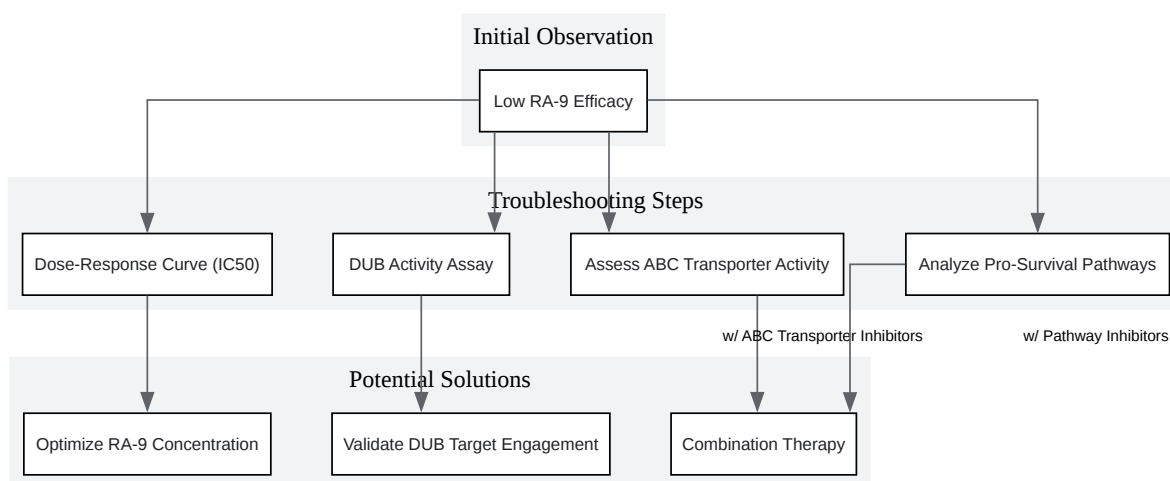 Initial Observation
Low RA-9 Efficacy
Troubleshooting Steps
Dose-Response Curve (IC50)
DUB Activity Assay
Assess ABC Transporter Activity
Analyze Pro-Survival Pathways
w/ ABC Transporter Inhibitors
w/ Pathway Inhibitors
Potential Solutions
Optimize RA-9 Concentration
Validate DUB Target Engagement
Combination Therapy